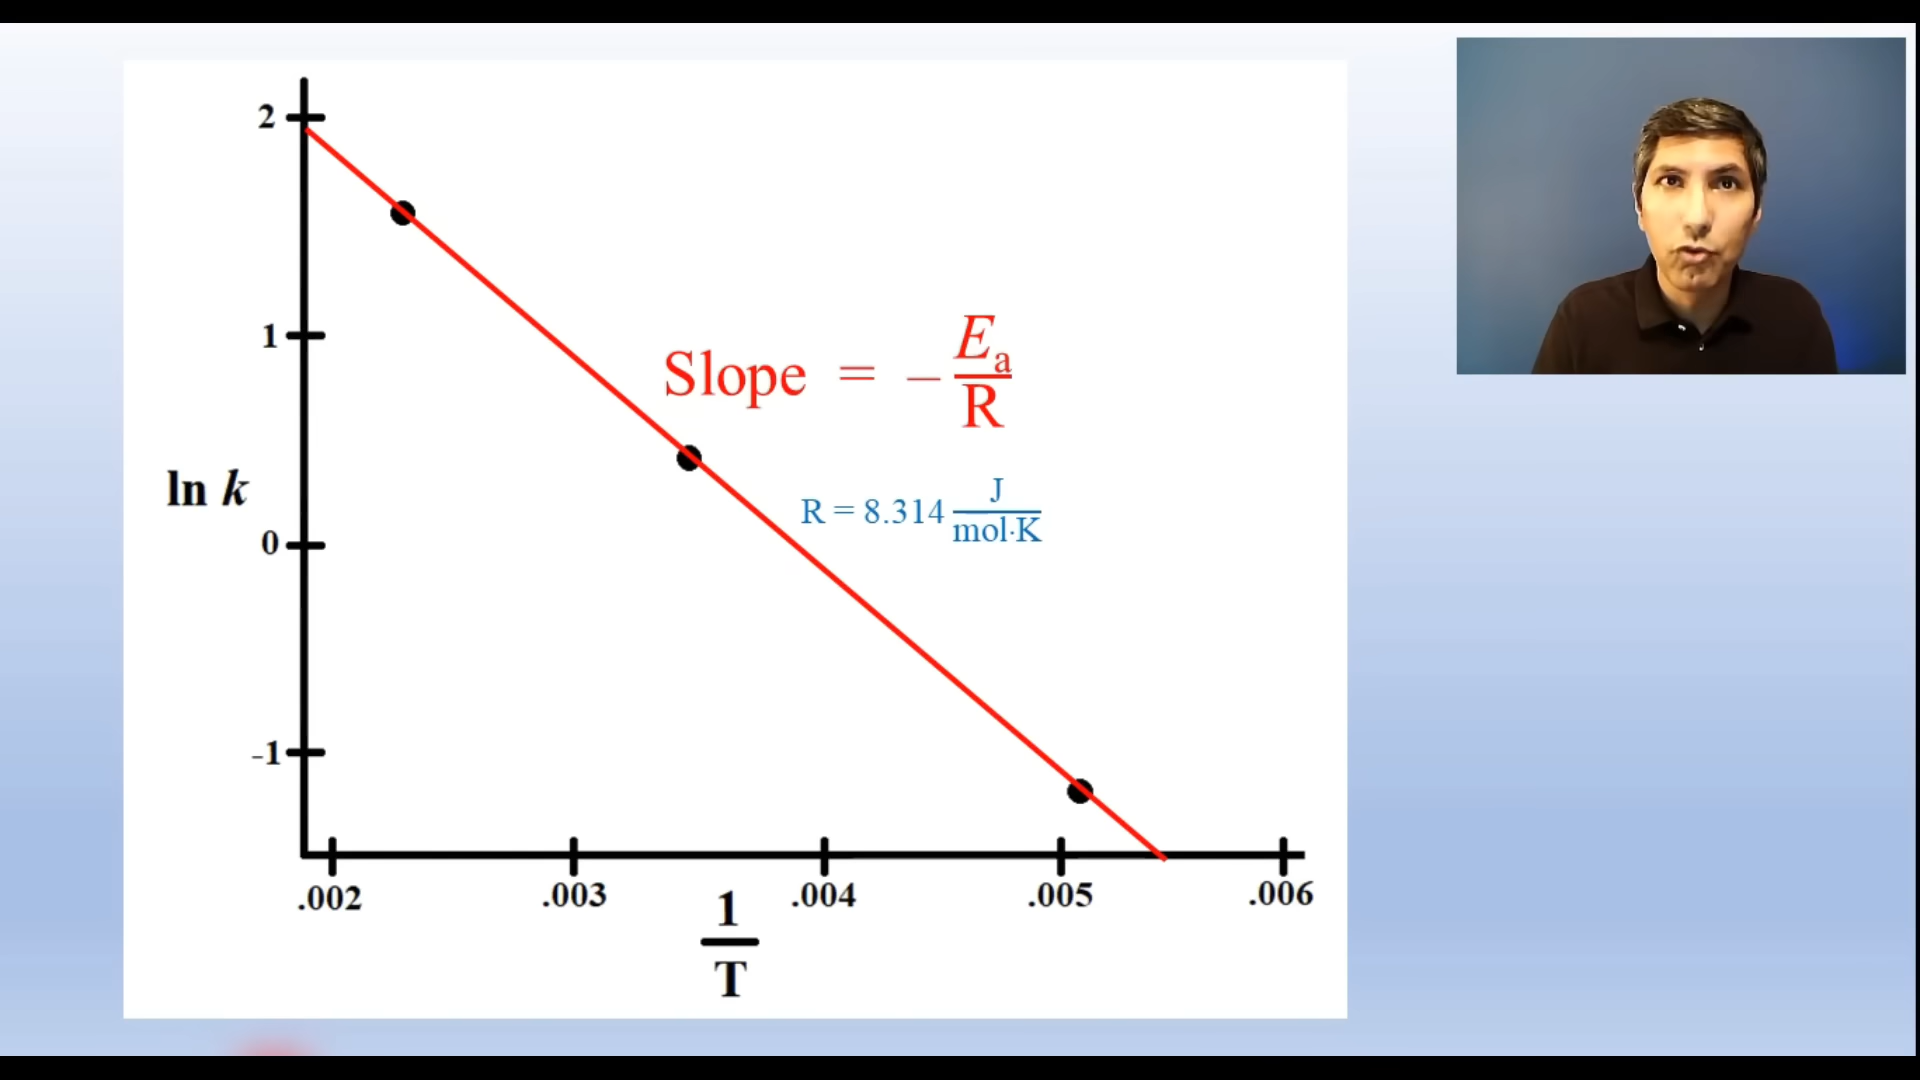 2
1
ln k
0
-1
Slope = - Ea/R
R = 8.314 J/mol·K
.002 .003 .004 .005 .006
1/T